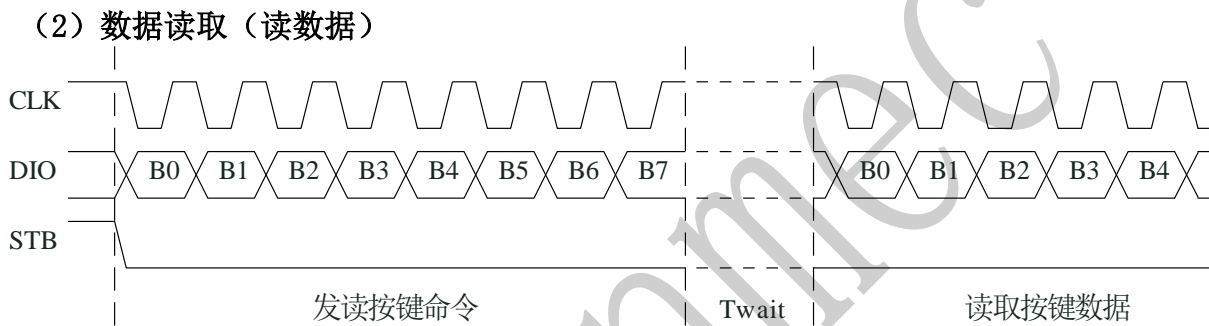 （2）数据读取（读数据）
CLK
DIO B0 B1 B2 B3 B4 B5 B6 B7 B0 B1 B2 B3 B4
STB
发读按键命令 Twait 读取按键数据